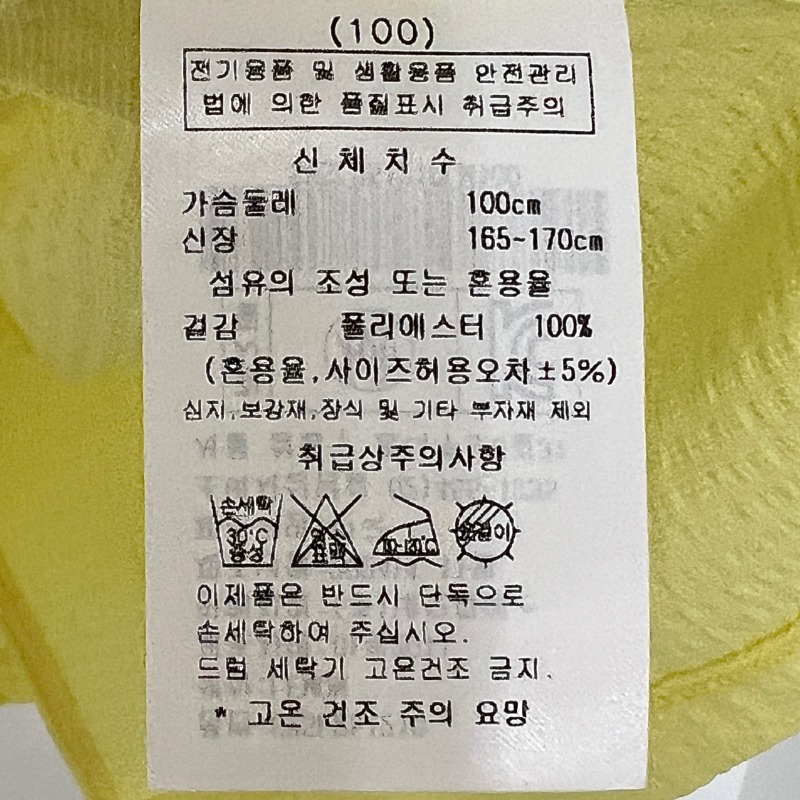 (100)
전기용품 및 생활용품 안전관리
법에 의한 품질표시 취급주의
신체치수
가슴둘레 100cm
신장 165~170cm
섬유의 조성 또는 혼용율
겉감 폴리에스터 100%
(혼용율,사이즈허용오차±5%)
심지,보강재,장식 및 기타 부자재 제외
취급상주의사항
손세탁
30°C
중성
염소
표백
옷걸이
이제품은 반드시 단독으로
손세탁하여 주십시오.
드럼 세탁기 고온건조 금지.
* 고온 건조 주의 요망